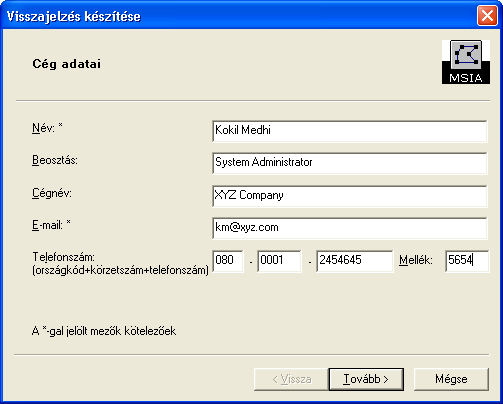 Visszajelzés készítése
Cég adatai
MSIA
Név: * Kokil Medhi
Beosztás: System Administrator
Cégnév: XYZ Company
E-mail: * km@xyz.com
Telefonszám: 080 . 0001 . 2454645 Mellék: 5654
(országkód+körzetszám+telefonszám)
A *-gal jelölt mezők kötelezőek
< Vissza Tovább > Mégse